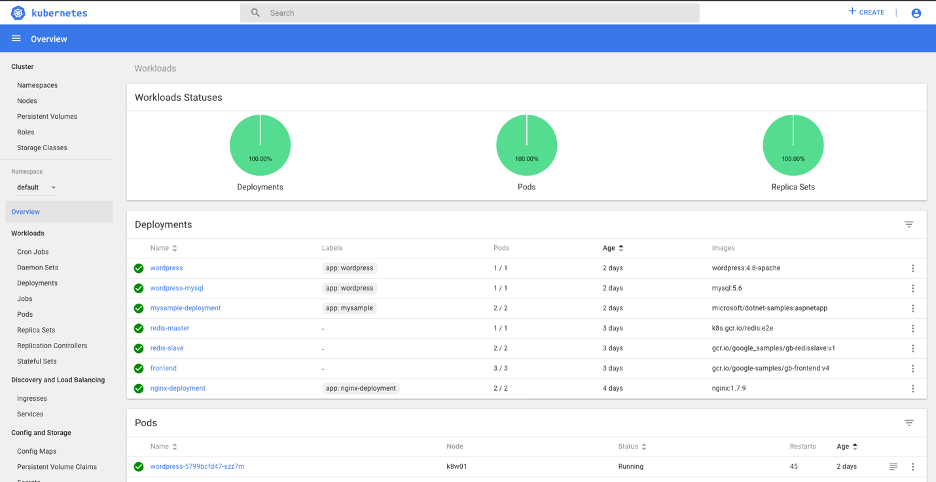 kubernetes
Search
CREATE
Overview
Cluster
Namespaces
Nodes
Persistent Volumes
Roles
Storage Classes
Namespace
default
Overview
Workloads
Cron Jobs
Daemon Sets
Deployments
Jobs
Pods
Replica Sets
Replication Controllers
Stateful Sets
Discovery and Load Balancing
Ingresses
Services
Config and Storage
Config Maps
Persistent Volume Claims
Workloads
Workloads Statuses
100.00% 100.00% 100.00%
Deployments Pods Replica Sets
Deployments
Name Labels Pods Age Images
wordpress app: wordpress 1 / 1 2 days wordpress:4.8-apache
wordpress-mysql app: wordpress 1 / 1 2 days mysql:5.6
mysample-deployment app: mysample 2 / 2 2 days microsoft/dotnet-samples:aspnetapp
redis-master - 1 / 1 3 days k8s.gcr.io/redis:e2e
redis-slave - 2 / 2 3 days gcr.io/google_samples/gb-redisslave:v1
frontend - 3 / 3 3 days gcr.io/google-samples/gb-frontend:v4
nginx-deployment app: nginx-deployment 2 / 2 4 days nginx:1.7.9
Pods
Name Node Status Restarts Age
wordpress-5799bcfd47-szz7m k8w01 Running 45 2 days